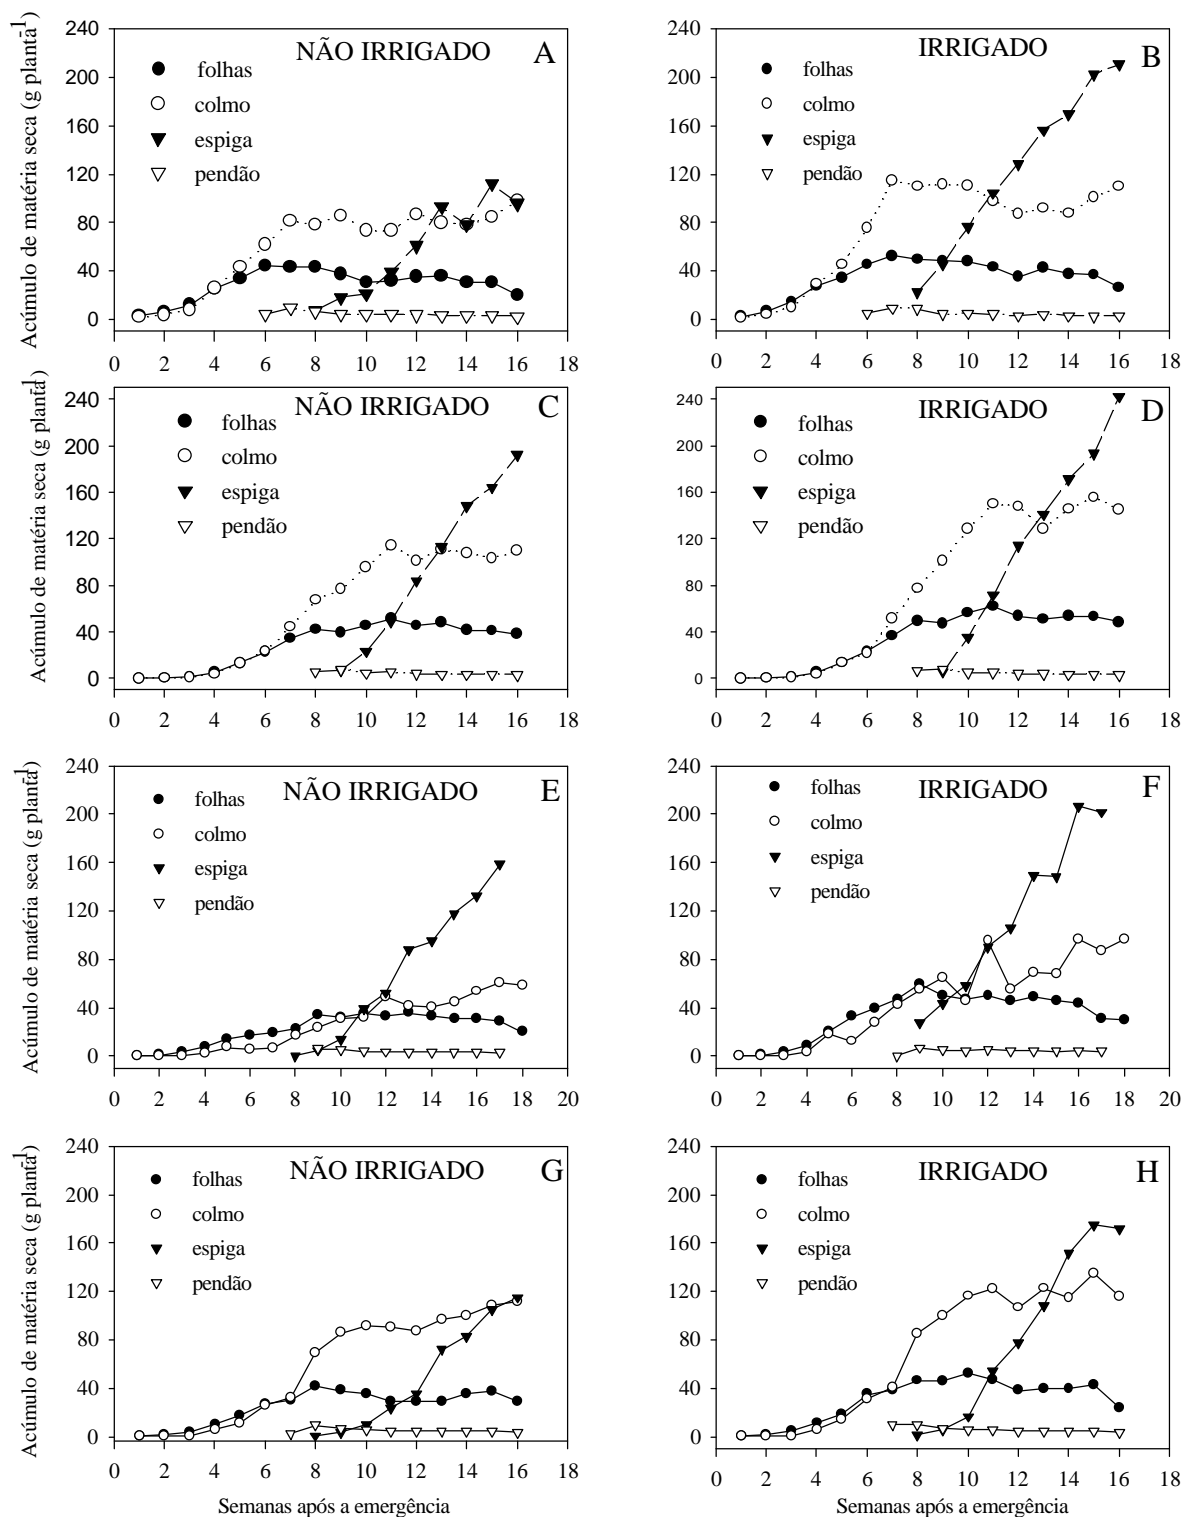 Acúmulo de matéria seca (g planta-1)
NÃO IRRIGADO
A
folhas
colmo
espiga
pendão
240
200
160
120
80
40
0
0 2 4 6 8 10 12 14 16 18
IRRIGADO
B
folhas
colmo
espiga
pendão
240
200
160
120
80
40
0
0 2 4 6 8 10 12 14 16 18
Acúmulo de matéria seca (g planta-1)
NÃO IRRIGADO
C
folhas
colmo
espiga
pendão
240
200
160
120
80
40
0
0 2 4 6 8 10 12 14 16 18
IRRIGADO
D
folhas
colmo
espiga
pendão
240
200
160
120
80
40
0
0 2 4 6 8 10 12 14 16 18
Acúmulo de matéria seca (g planta-1)
NÃO IRRIGADO
E
folhas
colmo
espiga
pendão
240
200
160
120
80
40
0
0 2 4 6 8 10 12 14 16 18 20
IRRIGADO
F
folhas
colmo
espiga
pendão
240
200
160
120
80
40
0
0 2 4 6 8 10 12 14 16 18 20
Acúmulo de matéria seca (g planta-1)
NÃO IRRIGADO
G
folhas
colmo
espiga
pendão
240
200
160
120
80
40
0
0 2 4 6 8 10 12 14 16 18
Semanas após a emergência
IRRIGADO
H
folhas
colmo
espiga
pendão
240
200
160
120
80
40
0
0 2 4 6 8 10 12 14 16 18
Semanas após a emergência